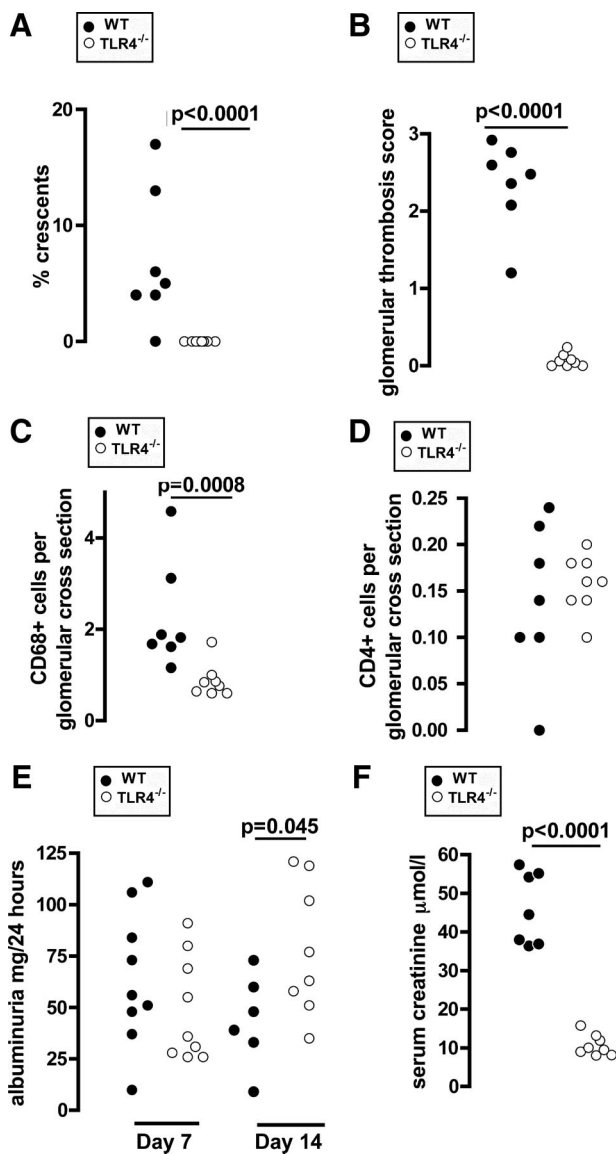 A
WT
TLR4-/-
p<0.0001
20
10
0
% crescents
B
WT
TLR4-/-
p<0.0001
3
2
1
0
glomerular thrombosis score
C
WT
TLR4-/-
p=0.0008
4
2
0
CD68+ cells per
glomerular cross section
D
WT
TLR4-/-
0.25
0.20
0.15
0.10
0.05
0.00
CD4+ cells per
glomerular cross section
E
WT
TLR4-/-
p=0.045
125
100
75
50
25
0
albuminuria mg/24 hours
Day 7
Day 14
F
WT
TLR4-/-
p<0.0001
60
50
40
30
20
10
0
serum creatinine μmol/l